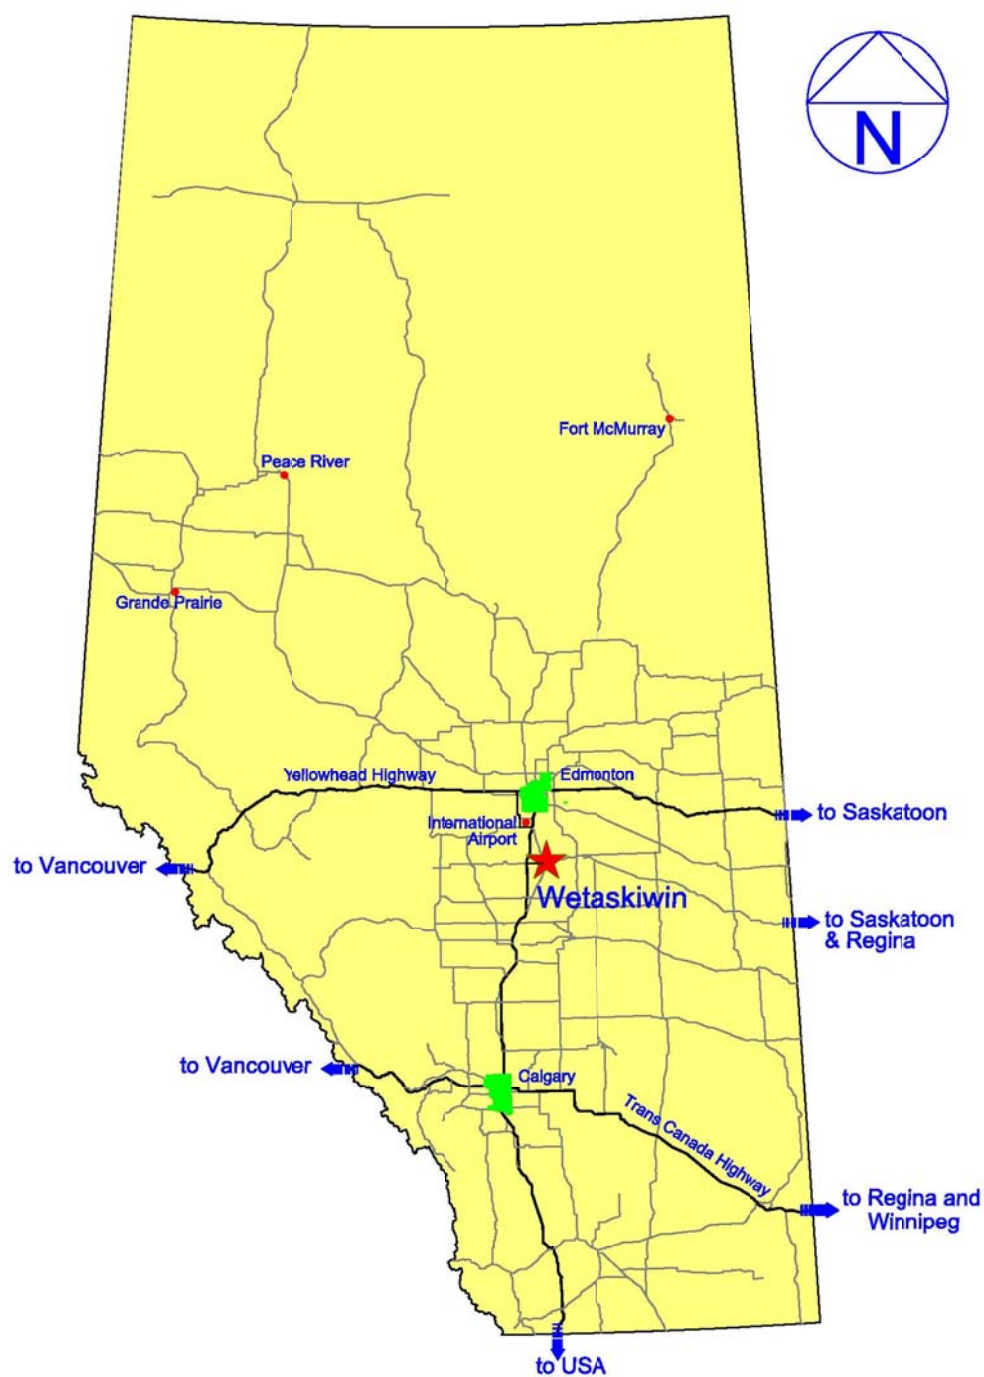 N
Fort McMurray
Peace River
Grande Prairie
Yellowhead Highway
Edmonton
International
Airport
to Saskatoon
to Vancouver
Wetaskiwin
to Saskatoon
& Regina
to Vancouver
Calgary
Trans Canada Highway
to Regina and
Winnipeg
to USA